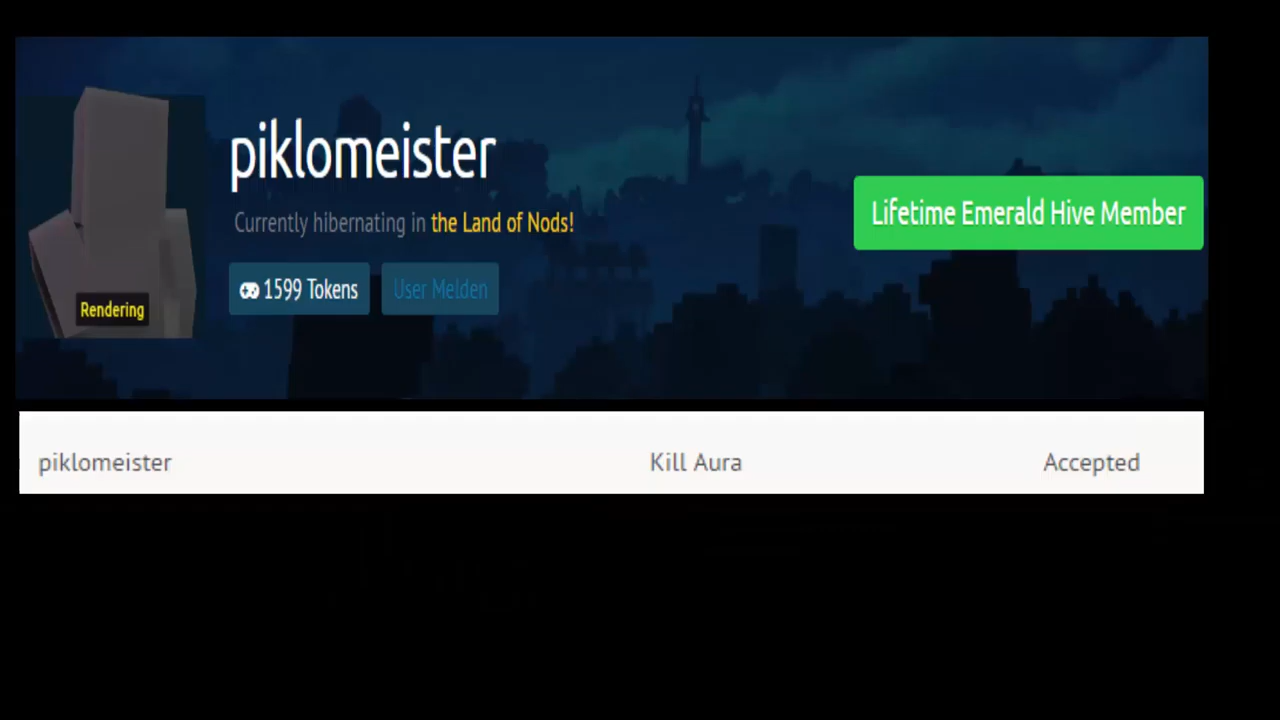 piklomeister
Currently hibernating in the Land of Nods!
Lifetime Emerald Hive Member
1599 Tokens
User Melden
Rendering
piklomeister Kill Aura Accepted